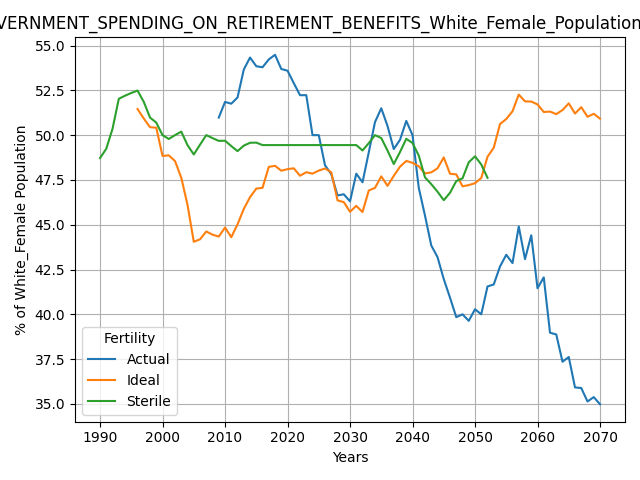 VERNMENT_SPENDING_ON_RETIREMENT_BENEFITS_White_Female_Population
55.0
52.5
50.0
47.5
45.0
42.5
40.0
37.5
35.0
% of White_Female Population
Fertility
Actual
Ideal
Sterile
1990 2000 2010 2020 2030 2040 2050 2060 2070
Years